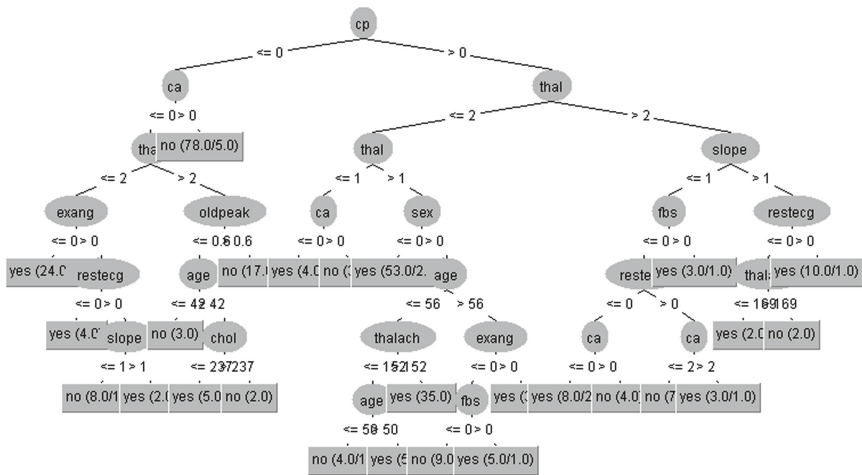 cp
<= 0 > 0
ca thal
<= 0 > 0 <= 2 > 2
no (78.0/5.0) thal slope
<= 2 > 2 <= 1 > 1 <= 1 > 1
exang oldpeak ca sex fbs restecg
<= 0 > 0 <= 0.6 > 0.6 <= 0 > 0 <= 0 > 0 <= 0 > 0 <= 0 > 0
yes (24.0 restecg age no (17. yes (4.0 no (3 yes (53.0/2. age reste yes (3.0/1.0) thal yes (10.0/1.0)
<= 0 > 0 <= 42 > 42 <= 56 > 56 <= 0 > 0 <= 169 > 169
yes (4.0 slope no (3.0) chol thalach exang ca ca yes (2.0 no (2.0)
<= 1 > 1 <= 237 > 237 <= 152 > 152 <= 0 > 0 <= 0 > 0 <= 2 > 2
no (8.0/1 yes (2.0 yes (5.0 no (2.0) age yes (35.0) fbs yes (3 yes (8.0/2 no (4.0 no (7 yes (3.0/1.0)
<= 50 > 50 <= 0 > 0
no (4.0/1 yes (5 no (9.0 yes (5.0/1.0)